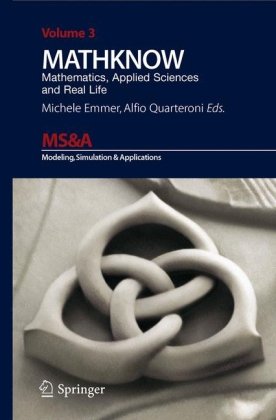 Volume 3
MATHKNOW
Mathematics, Applied Sciences
and Real Life
Michele Emmer, Alfio Quarteroni Eds.
MS&A
Modeling, Simulation & Applications
Springer